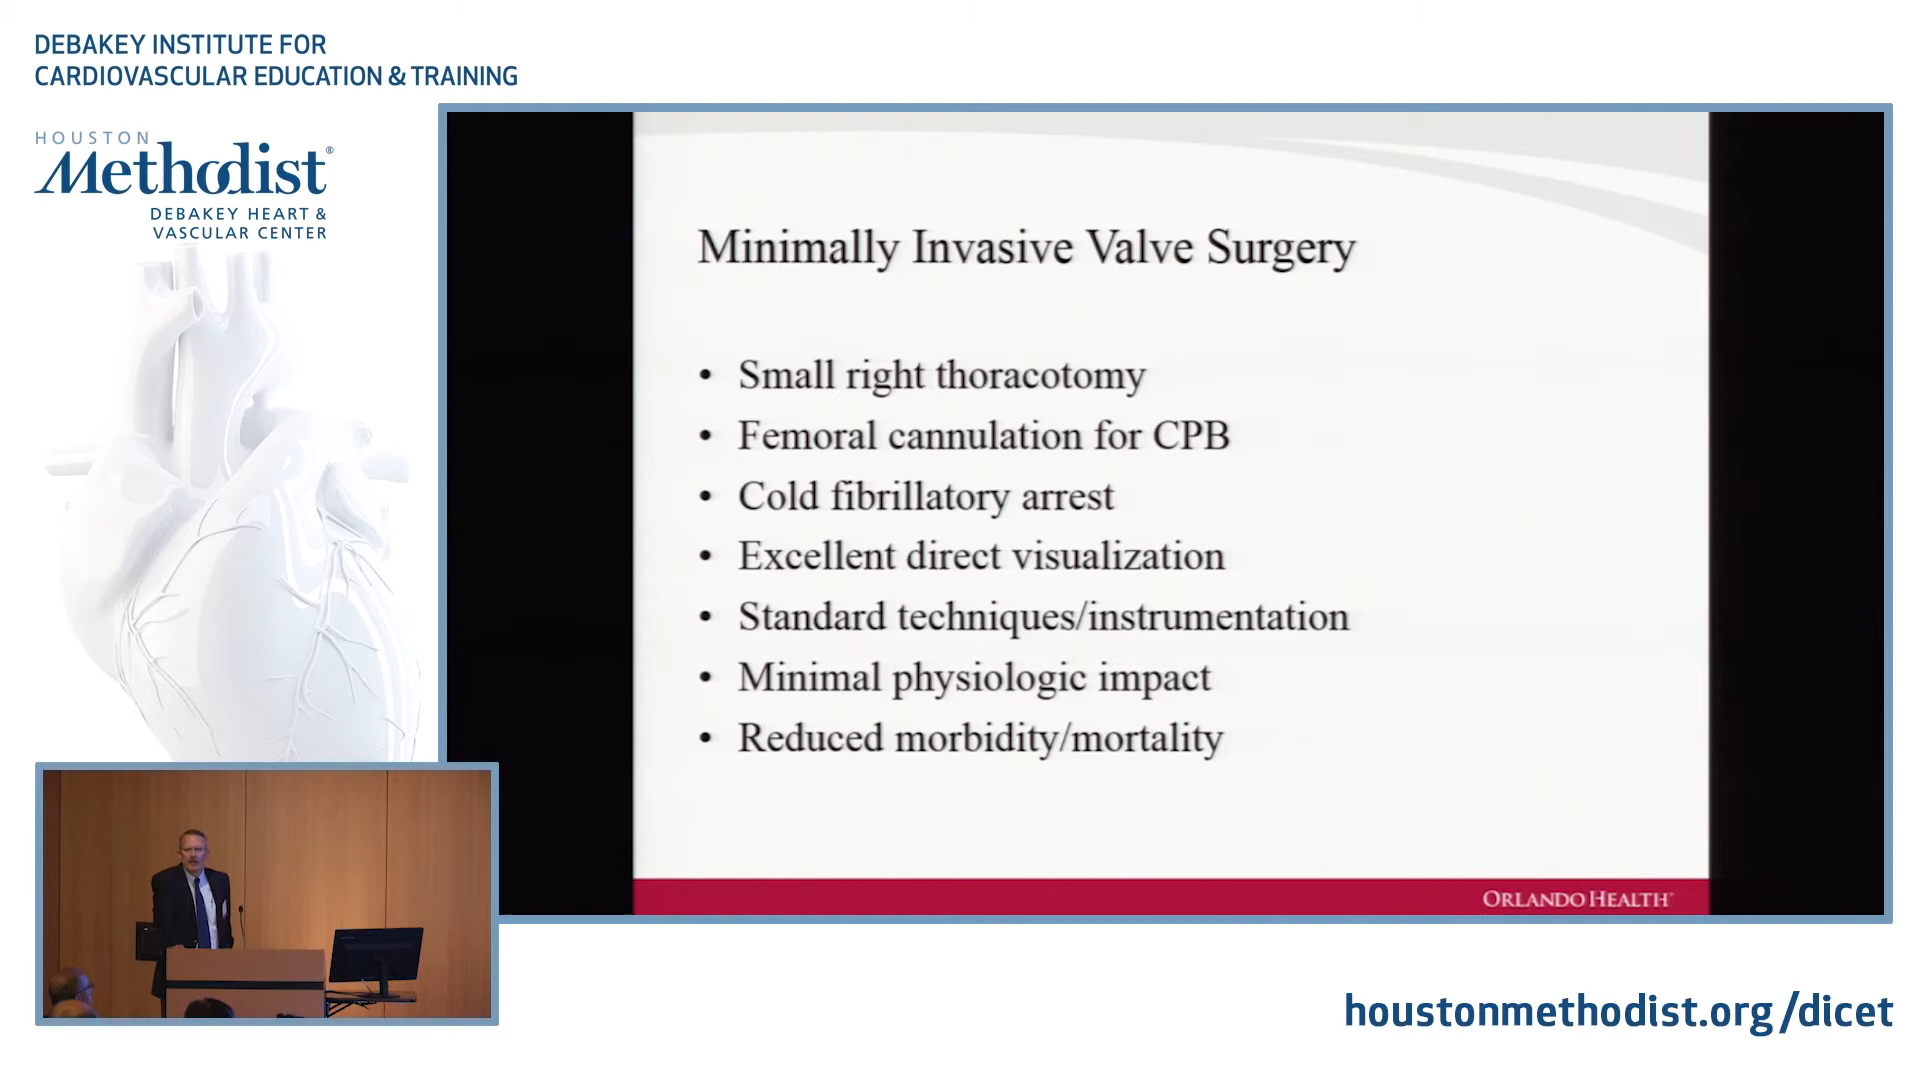 DEBAKEY INSTITUTE FOR
CARDIOVASCULAR EDUCATION & TRAINING
HOUSTON
Methodist®
DEBAKEY HEART &
VASCULAR CENTER
Minimally Invasive Valve Surgery
• Small right thoracotomy
• Femoral cannulation for CPB
• Cold fibrillatory arrest
• Excellent direct visualization
• Standard techniques/instrumentation
• Minimal physiologic impact
• Reduced morbidity/mortality
ORLANDO HEALTH
houstonmethodist.org/dicet